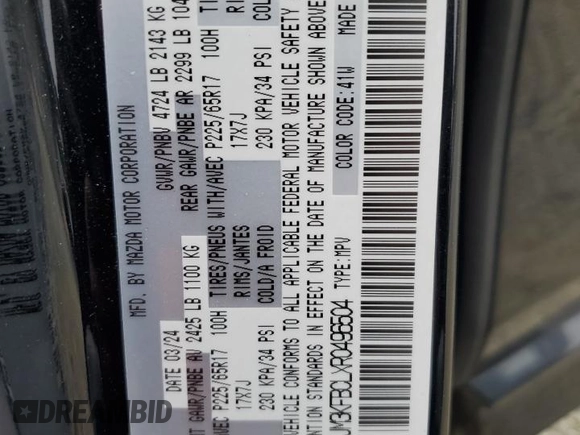 MFD. BY MAZDA MOTOR CORPORATION
DATE 03/24 GVWR/PNBV 4724 LB 2143 KG
GAWR/PNBE AV 2425 LB 1100 KG REAR GAWR/PNBE AR 2299 LB
P225/65R17 100H TIRES/PNEUS WITH/AVEC P225/65R17 100H
17X7J RIMS/JANTES 17X7J
230 KPA/34 PSI COLD/A FROID 230 KPA/34 PSI
VEHICLE CONFORMS TO ALL APPLICABLE FEDERAL MOTOR VEHICLE SAFETY
STANDARDS IN EFFECT ON THE DATE OF MANUFACTURE SHOWN ABOVE
JM3KFBCLXR0496504 TYPE:MPV COLOR CODE:41W
RideSafely